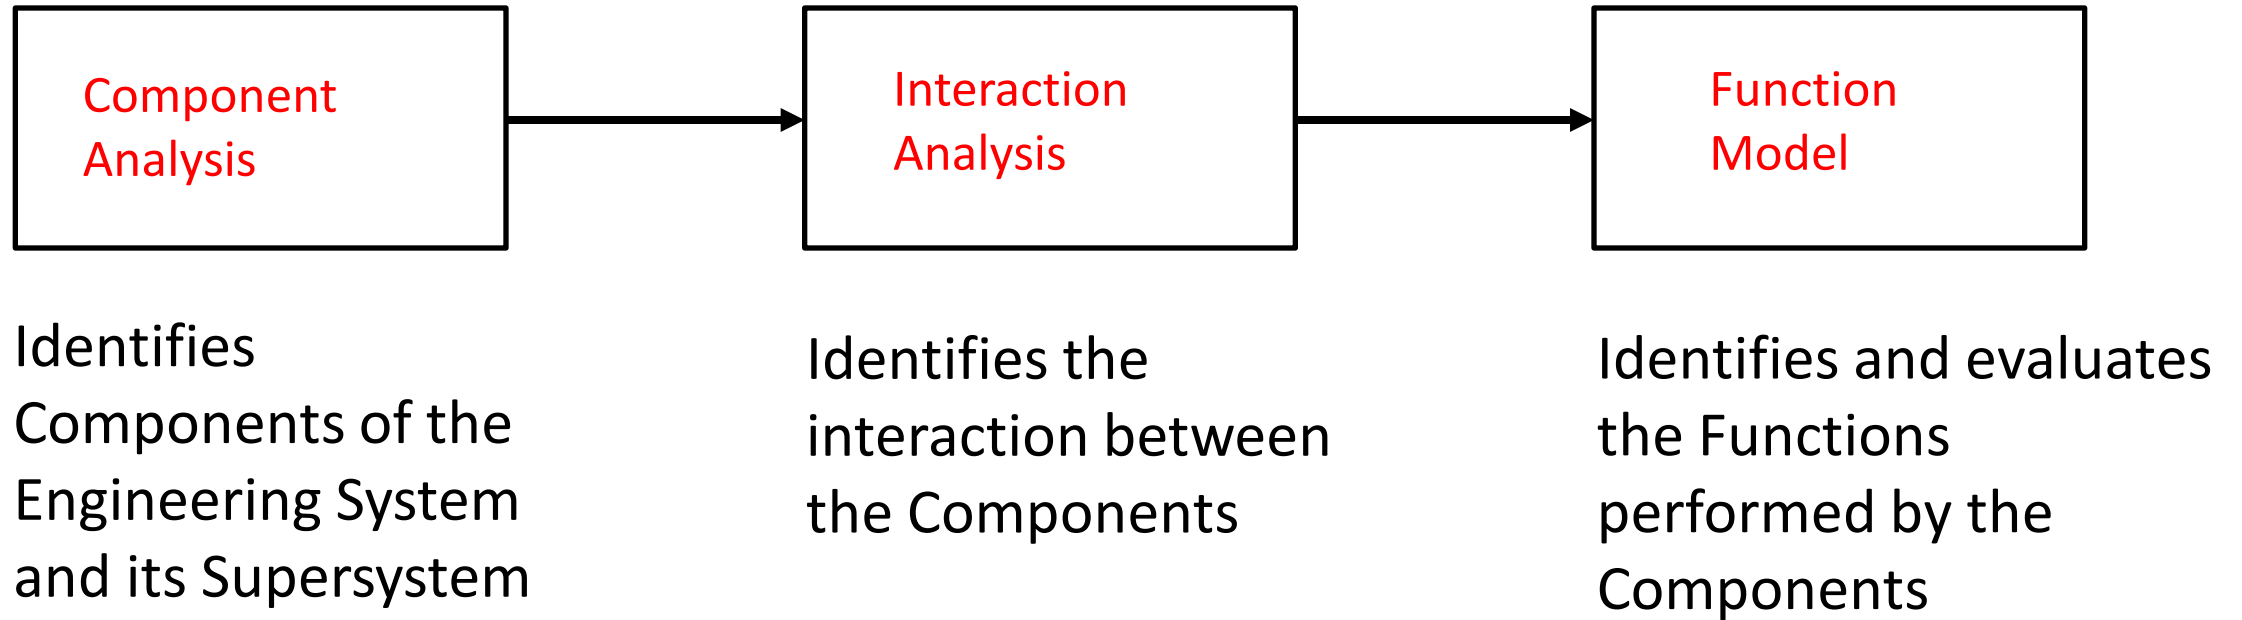 Component
Analysis
Interaction
Analysis
Function
Model
Identifies
Components of the
Engineering System
and its Supersystem
Identifies the
interaction between
the Components
Identifies and evaluates
the Functions
performed by the
Components